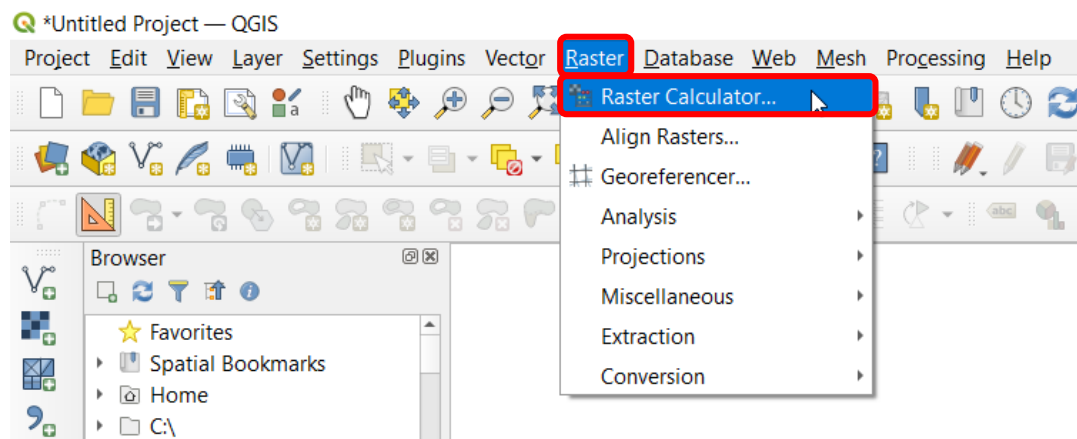 *Untitled Project — QGIS
Project Edit View Layer Settings Plugins Vector Raster Database Web Mesh Processing Help
Raster Calculator...
Align Rasters...
Georeferencer...
Analysis
Projections
Miscellaneous
Extraction
Conversion
a
?
abc
Browser
Favorites
Spatial Bookmarks
Home
C:\